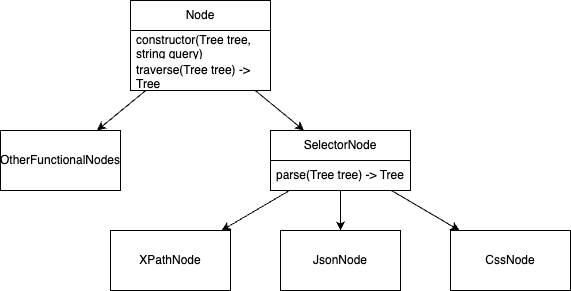 Node
constructor(Tree tree,
string query)
traverse(Tree tree) ->
Tree
OtherFunctionalNodes
SelectorNode
parse(Tree tree) -> Tree
XPathNode
JsonNode
CssNode